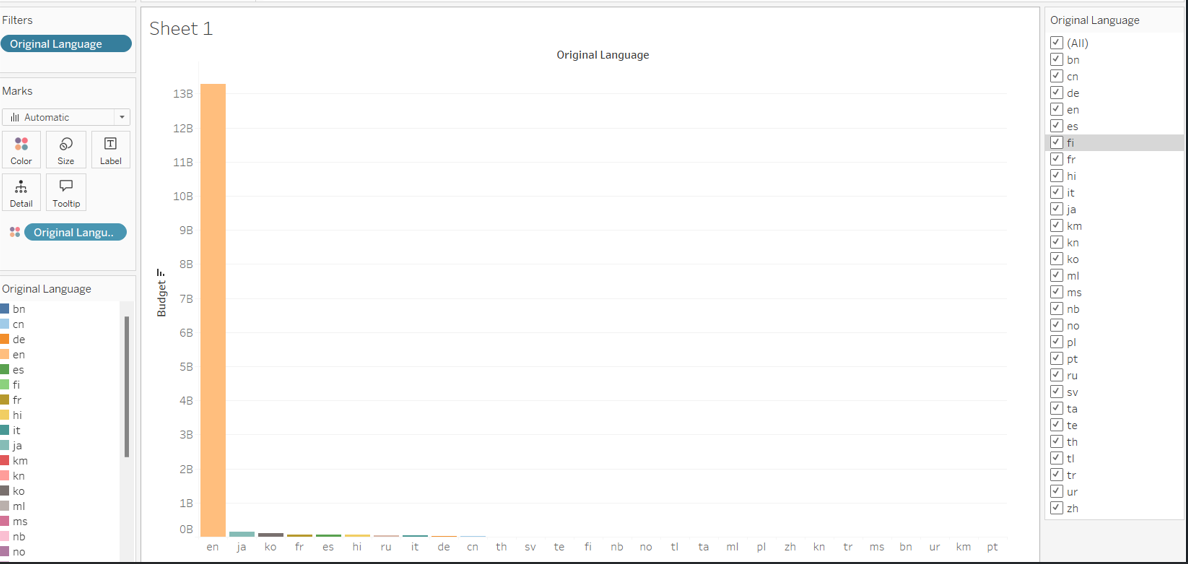 Filters
Original Language
Marks
Automatic
Color
Size
Label
Detail
Tooltip
Original Langu..
Original Language
bn
cn
de
en
es
fi
fr
hi
it
ja
km
kn
ko
ml
ms
nb
no
Sheet 1
Original Language
Budget
13B
12B
11B
10B
9B
8B
7B
6B
5B
4B
3B
2B
1B
0B
en ja ko fr es hi ru it de cn th sv te fi nb no tl ta ml pl zh kn tr ms bn ur km pt
Original Language
(All)
bn
cn
de
en
es
fi
fr
hi
it
ja
km
kn
ko
ml
ms
nb
no
pl
pt
ru
sv
ta
te
th
tl
tr
ur
zh